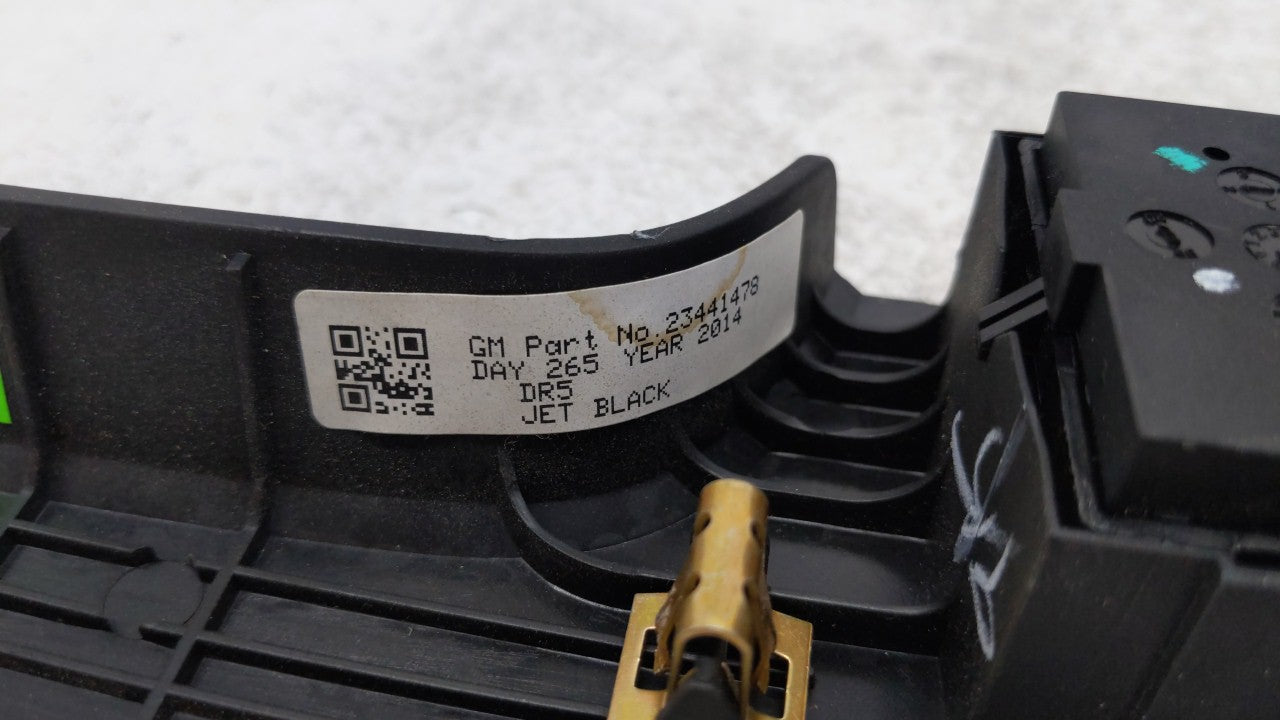 GM Part No.23441478
DAY 265 YEAR 2014
DR5
JET BLACK